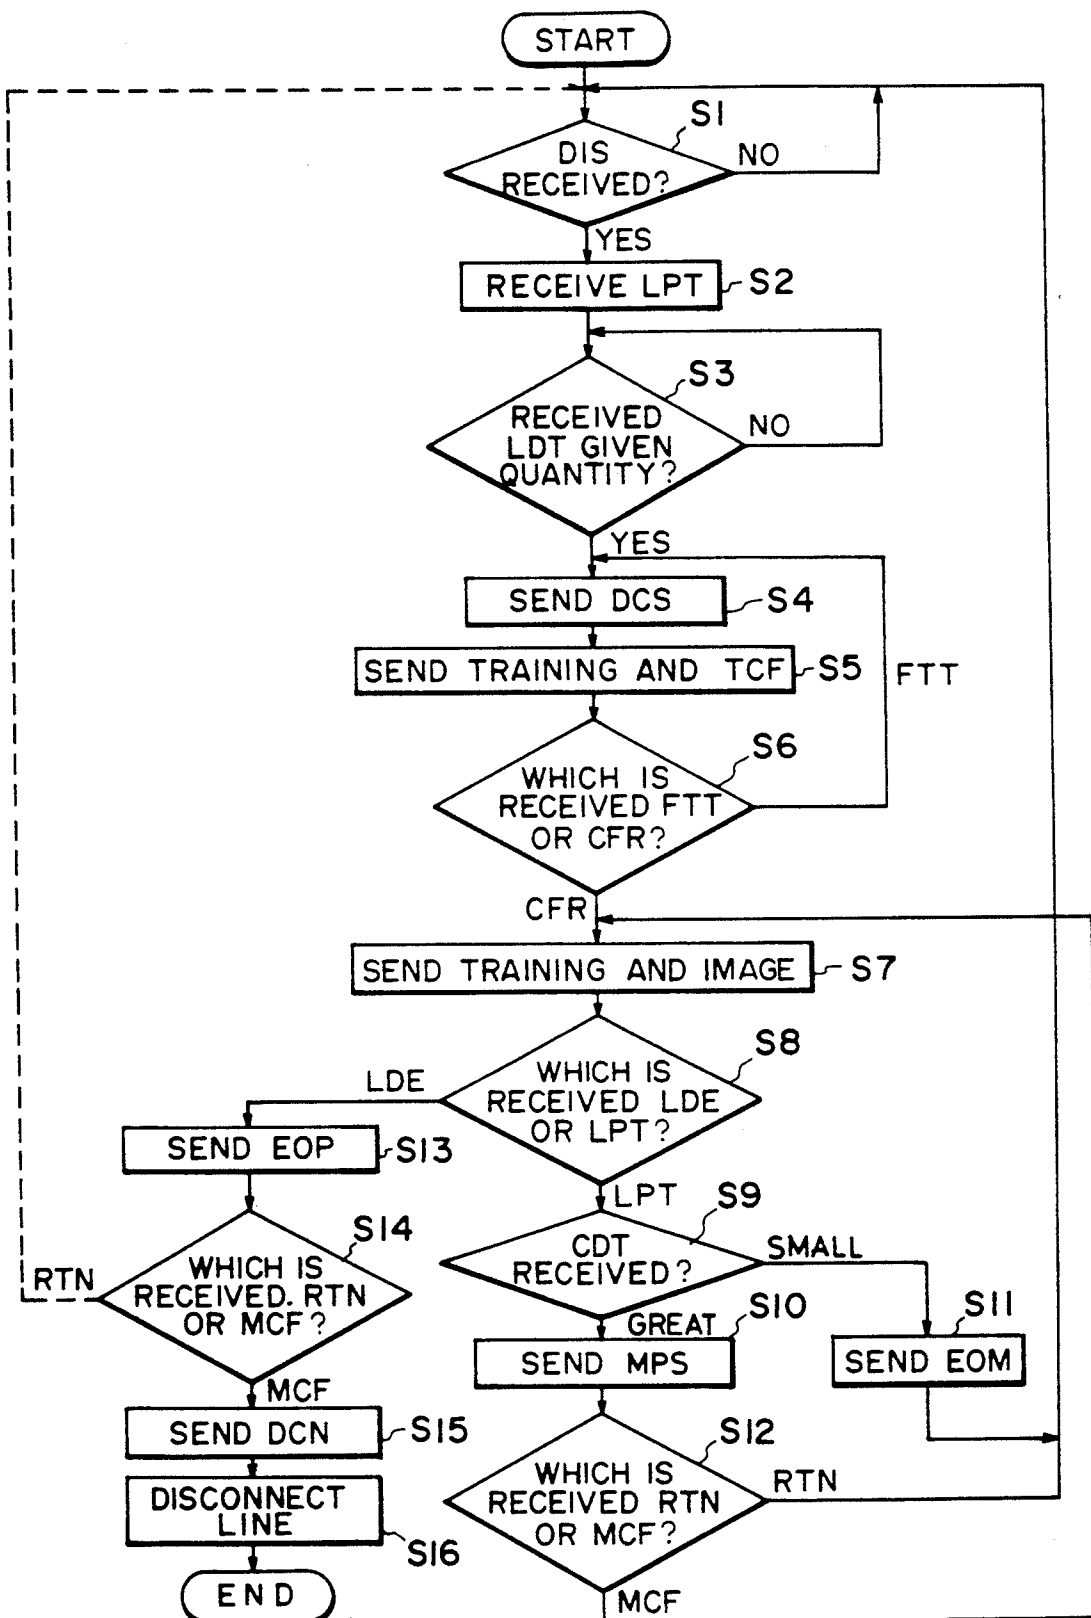 START
S1
DIS
RECEIVED?
NO
YES
RECEIVE LPT
S2
S3
RECEIVED
LDT GIVEN
QUANTITY?
NO
YES
SEND DCS
S4
SEND TRAINING AND TCF
S5
FTT
S6
WHICH IS
RECEIVED FTT
OR CFR?
CFR
SEND TRAINING AND IMAGE
S7
S8
WHICH IS
RECEIVED LDE
OR LPT?
LDE
SEND EOP
S13
LPT
S9
CDT
RECEIVED?
SMALL
S14
WHICH IS
RECEIVED. RTN
OR MCF?
RTN
GREAT
S10
SEND MPS
S11
SEND EOM
MCF
SEND DCN
S15
S12
WHICH IS
RECEIVED RTN
OR MCF?
RTN
DISCONNECT
LINE
S16
END
MCF